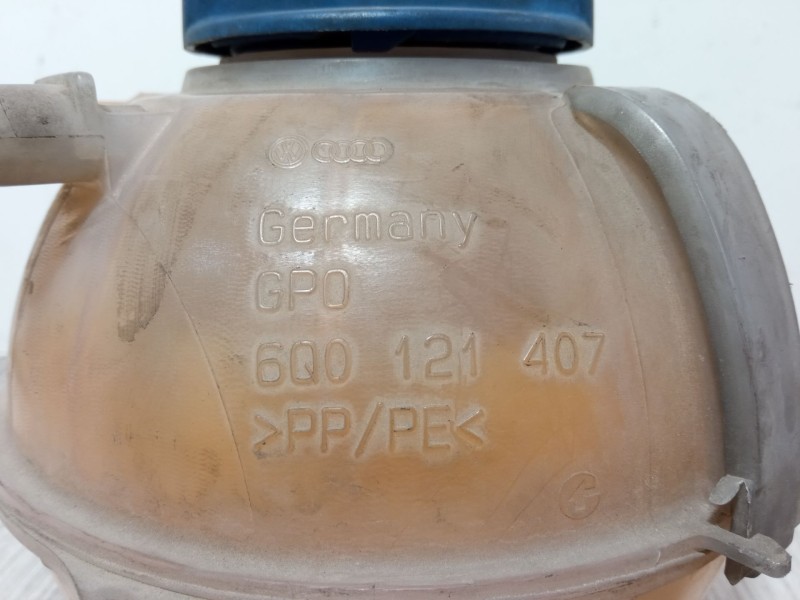 Germany
GPO
6Q0 121 407
>PP/PE<
G